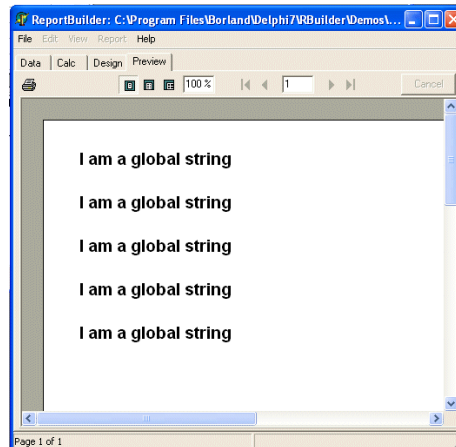 ReportBuilder: C:\Program Files\Borland\Delphi7\RBuilder\Demos\...
File Edit View Report Help
Data Calc Design Preview
100 % 1 Cancel
I am a global string
I am a global string
I am a global string
I am a global string
I am a global string
Page 1 of 1